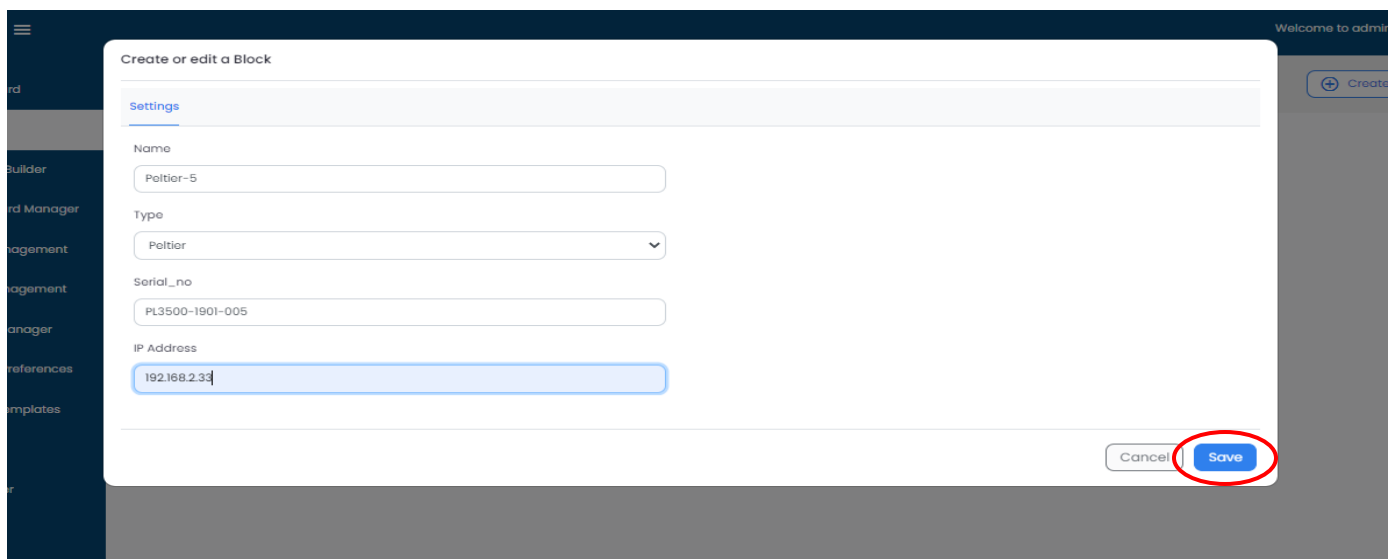 Welcome to admin
Create or edit a Block
rd
Create
Settings
Name
Builder
Peltier-5
rd Manager
Type
nagement
Peltier
Serial_no
nagement
PL3500-1901-005
anager
IP Address
references
192.168.2.33
emplates
Cancel
Save
r